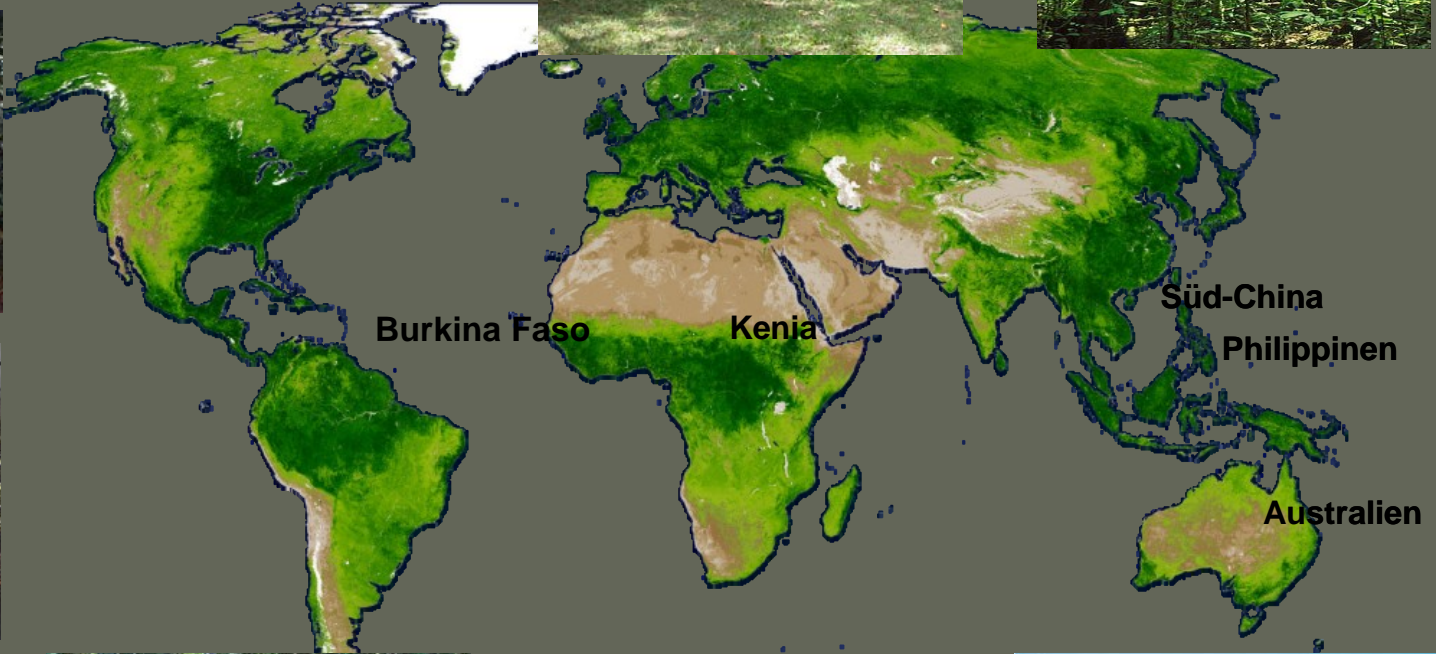 Süd-China
Burkina Faso
Kenia
Philippinen
Australien